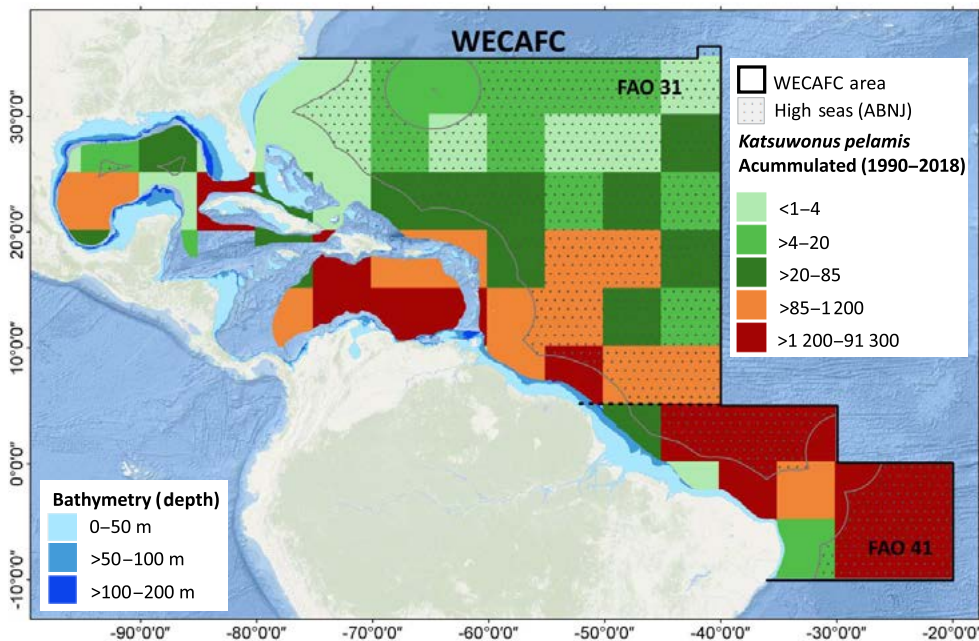 WECAFC
FAO 31
WECAFC area
High seas (ABNJ)
Katsuwonus pelamis
Acummulated (1990–2018)
<1–4
>4–20
>20–85
>85–1 200
>1 200–91 300
30°0'0"
20°0'0"
10°0'0"
0°0'0"
-10°0'0"
Bathymetry (depth)
0–50 m
>50–100 m
>100–200 m
FAO 41
-90°0'0" -80°0'0" -70°0'0" -60°0'0" -50°0'0" -40°0'0" -30°0'0" -20°0'0"